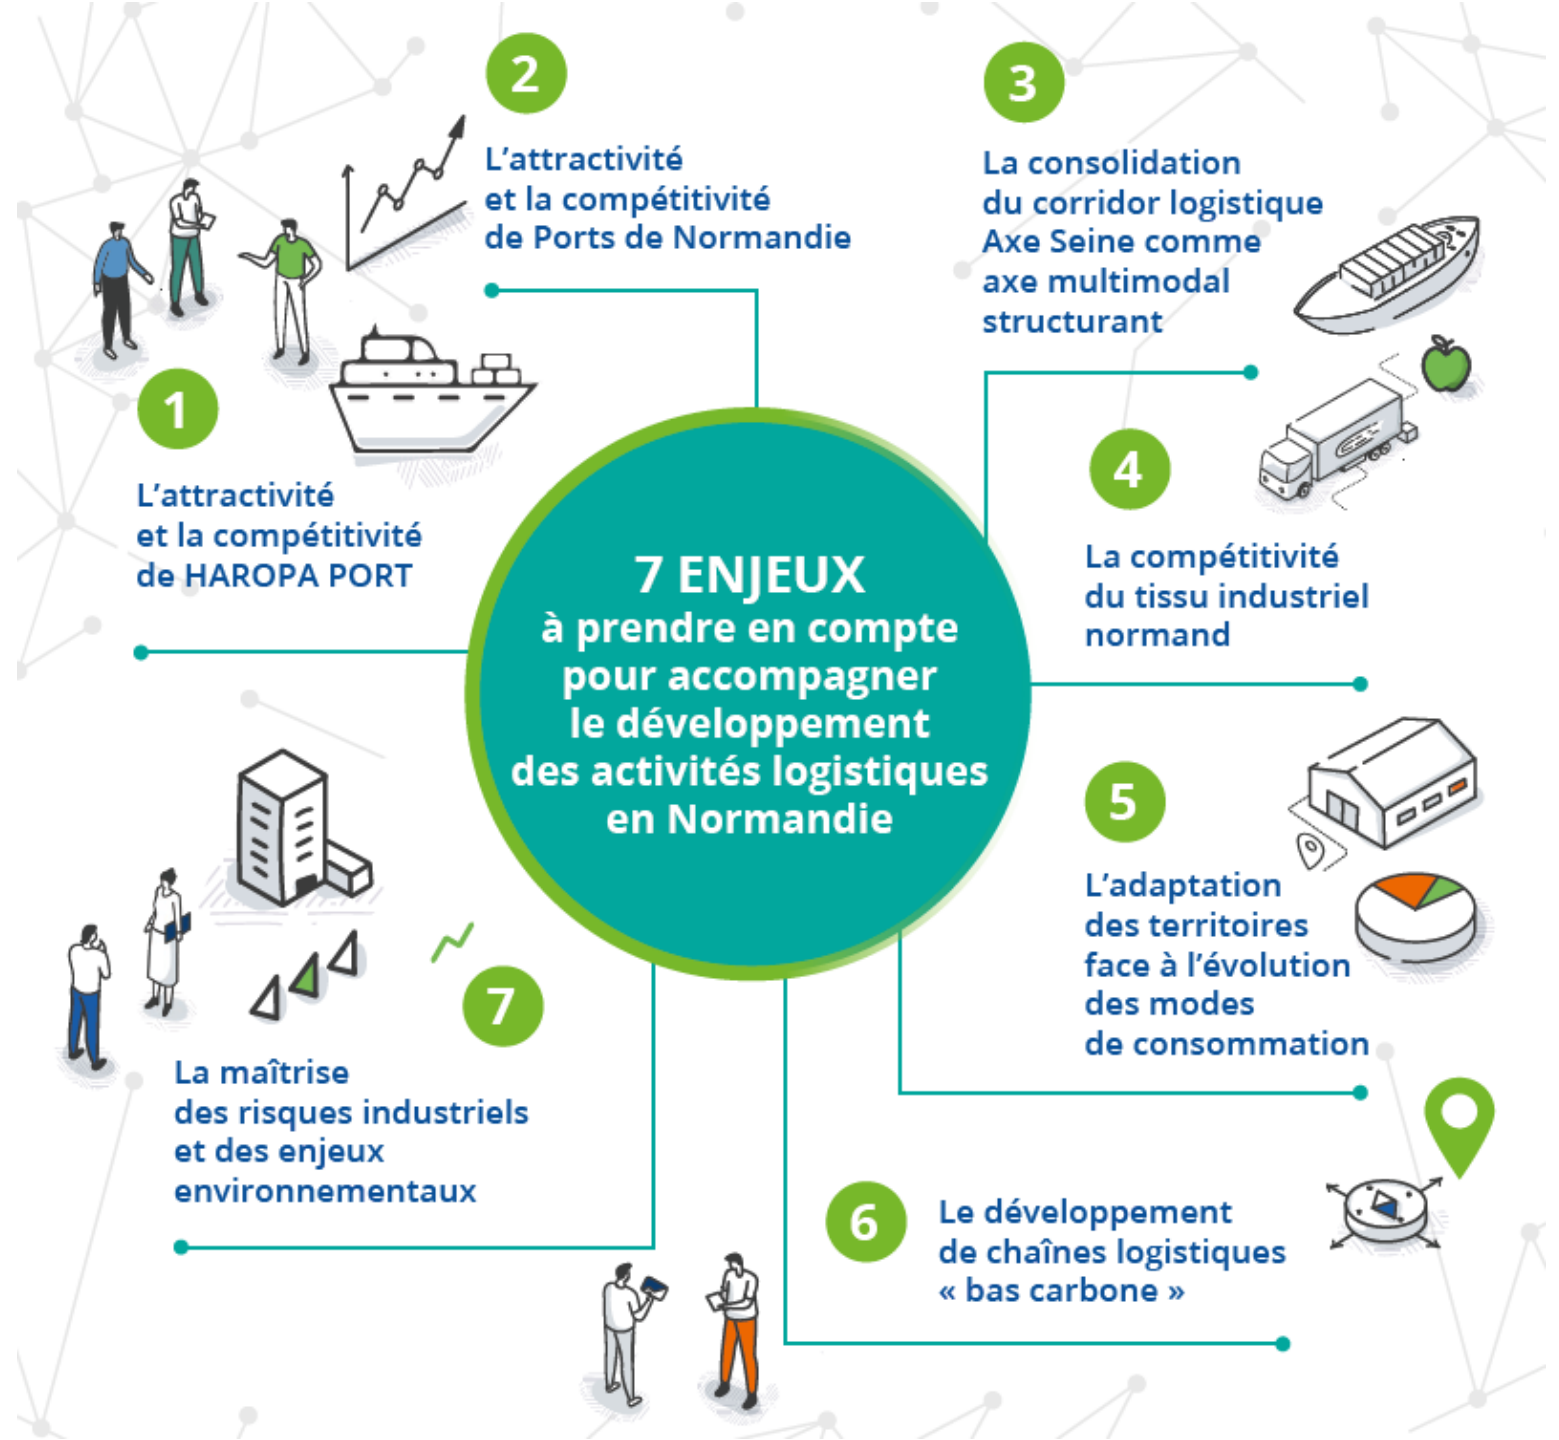 7 ENJEUX
à prendre en compte
pour accompagner
le développement
des activités logistiques
en Normandie
1
L'attractivité
et la compétitivité
de HAROPA PORT
2
L'attractivité
et la compétitivité
de Ports de Normandie
3
La consolidation
du corridor logistique
Axe Seine comme
axe multimodal
structurant
4
La compétitivité
du tissu industriel
normand
5
L'adaptation
des territoires
face à l'évolution
des modes
de consommation
6
Le développement
de chaînes logistiques
« bas carbone »
7
La maîtrise
des risques industriels
et des enjeux
environnementaux